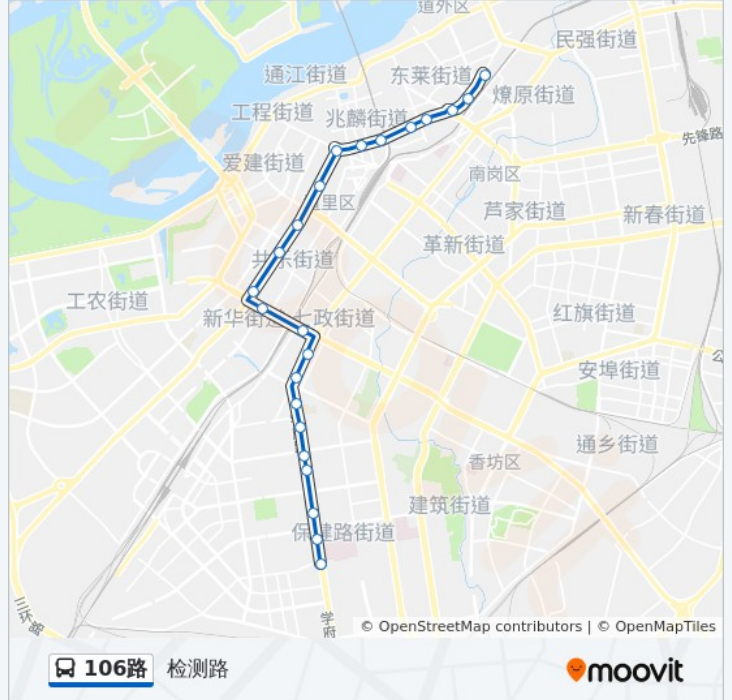 道外区
民强街道
通江街道
东莱街道
燎原街道
工程街道
兆麟街道
先锋路
爱建街道
南岗区
里区
芦家街道
新春街道
革新街道
共乐街道
工农街道
新华街道
七政街道
红旗街道
安埠街道
通乡街道
香坊区
建筑街道
保健路街道
三环路
学府
© OpenStreetMap contributors | © OpenMapTiles
106路 检测路 moovit